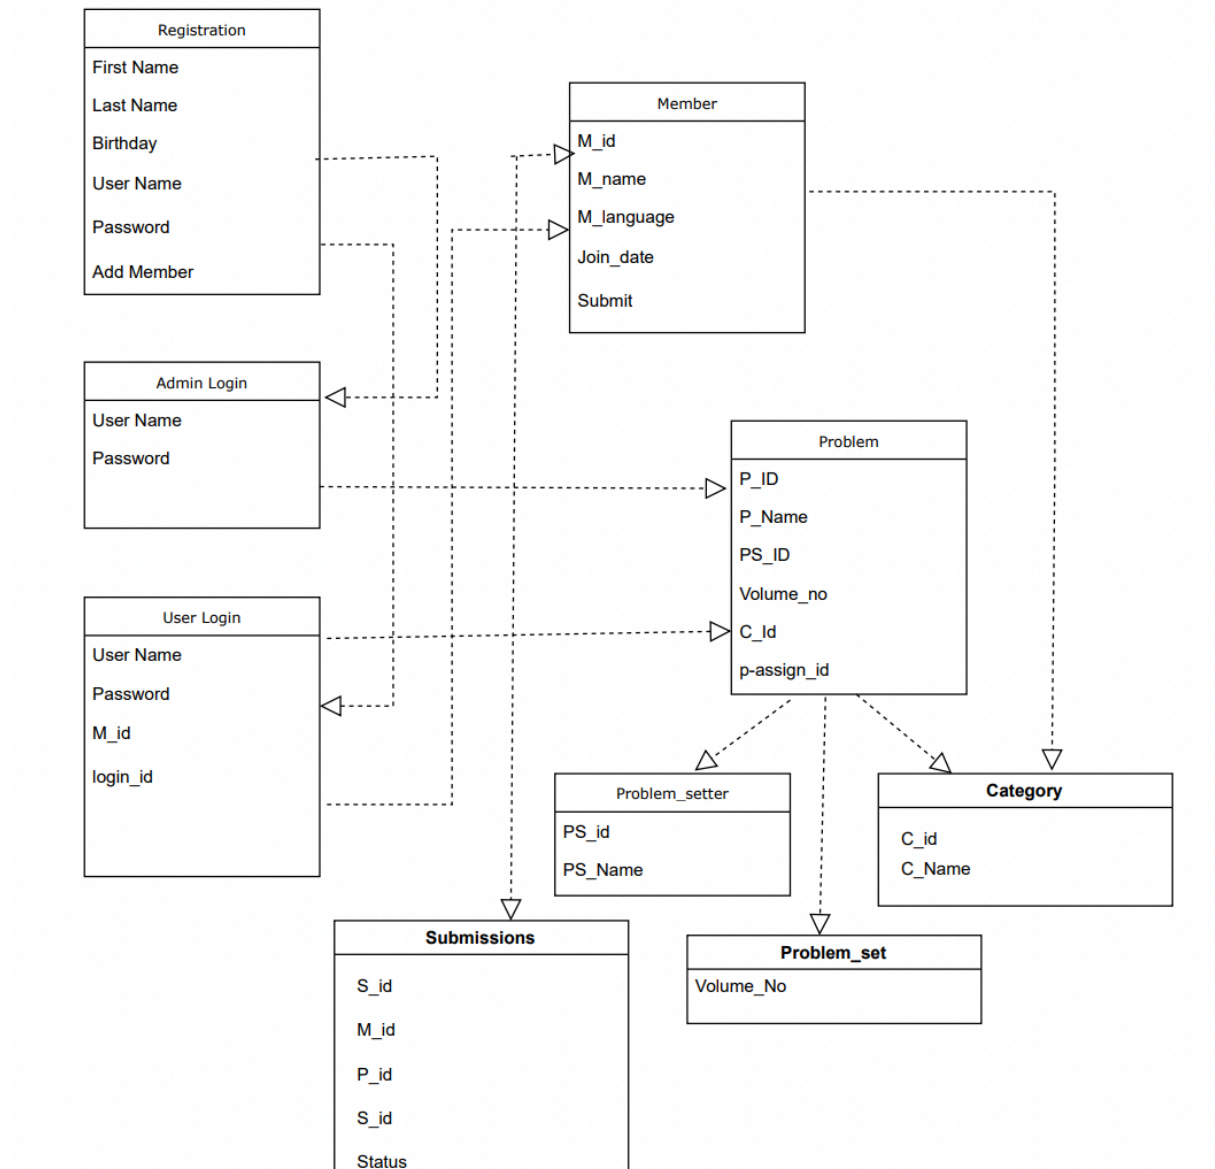 Registration
First Name
Last Name
Birthday
User Name
Password
Add Member
Member
M_id
M_name
M_language
Join_date
Submit
Admin Login
User Name
Password
Problem
P_ID
P_Name
PS_ID
Volume_no
C_Id
p-assign_id
User Login
User Name
Password
M_id
login_id
Problem_setter
PS_id
PS_Name
Category
C_id
C_Name
Submissions
S_id
M_id
P_id
S_id
Status
Problem_set
Volume_No